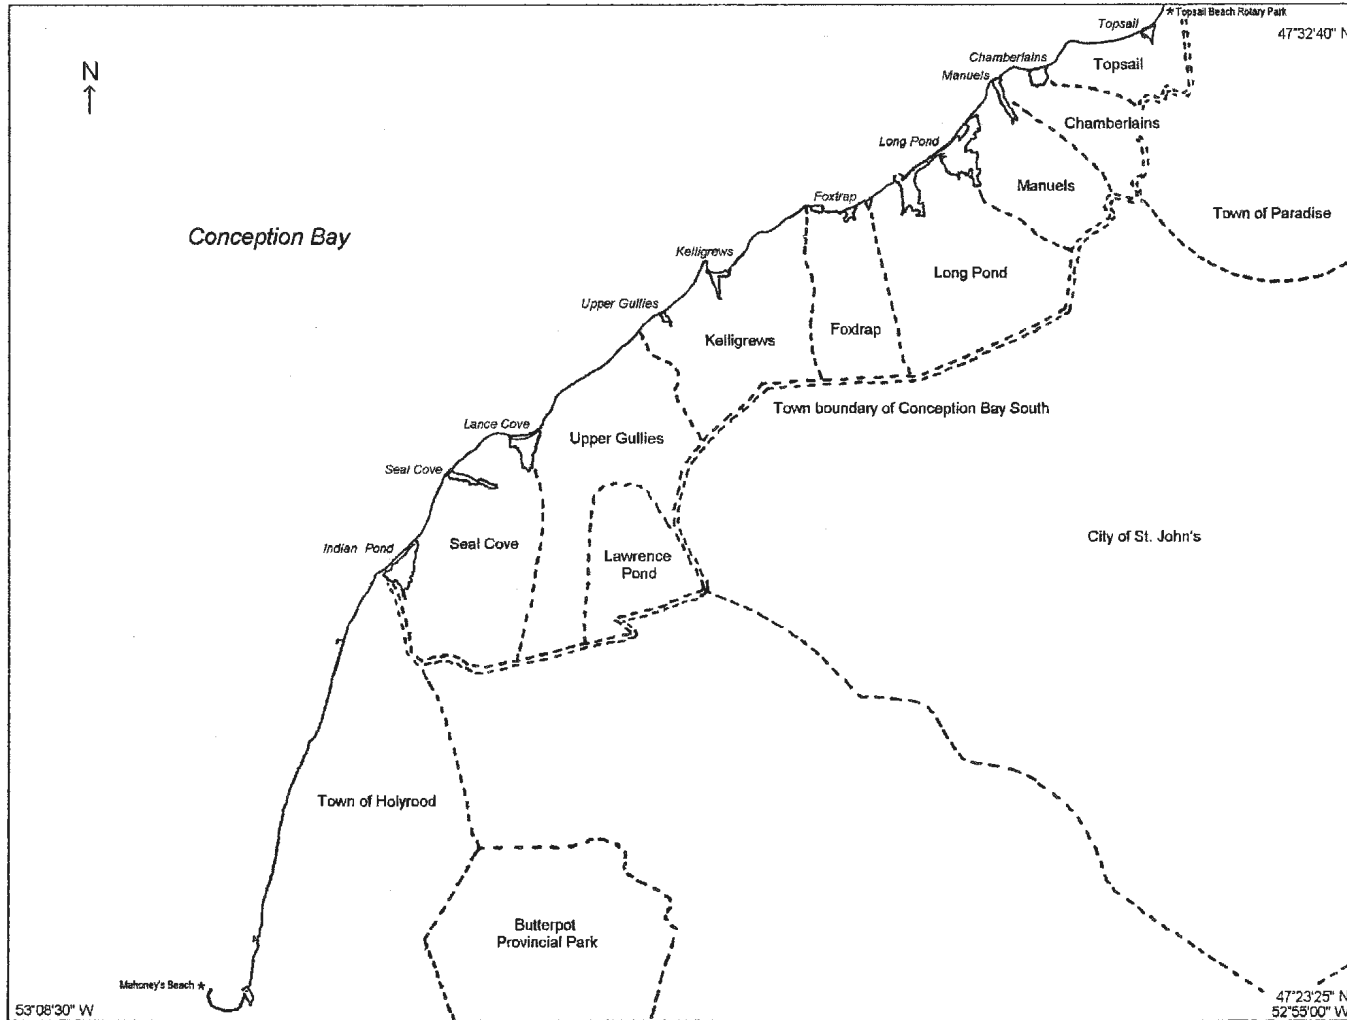 Topsail
* Topsail Beach Rotary Park
47°32'40" N
N
Chamberlains
Topsail
Manuels
Chamberlains
Long Pond
Manuels
Foxtrap
Town of Paradise
Conception Bay
Kelligrews
Long Pond
Upper Gullies
Foxtrap
Kelligrews
Town boundary of Conception Bay South
Lance Cove
Upper Gullies
Seal Cove
City of St. John's
Indian Pond
Seal Cove
Lawrence
Pond
Town of Holyrood
Butterpot
Provincial Park
Mahoney's Beach *
53°08'30" W
47°23'25" N
52°55'00" W